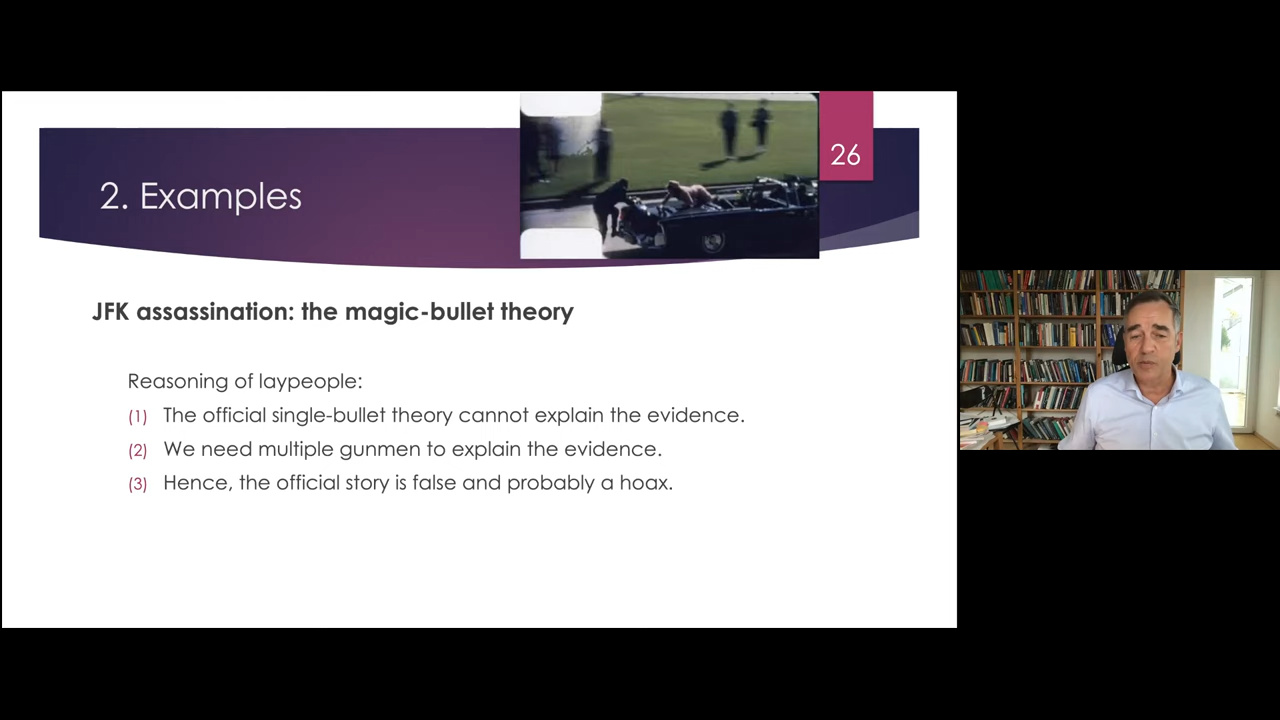 2. Examples
26
JFK assassination: the magic-bullet theory
Reasoning of laypeople:
(1) The official single-bullet theory cannot explain the evidence.
(2) We need multiple gunmen to explain the evidence.
(3) Hence, the official story is false and probably a hoax.